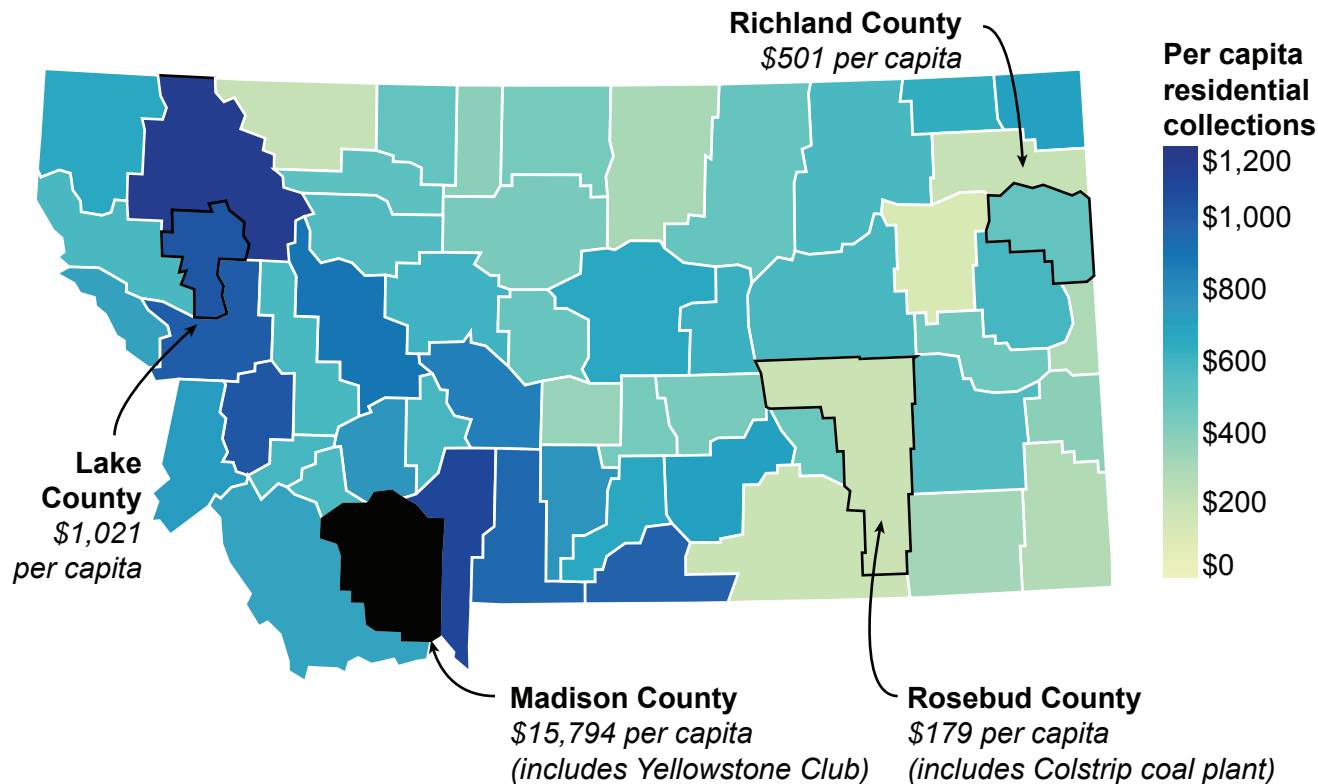 Richland County
$501 per capita
Per capita
residential
collections
$1,200
$1,000
$800
$600
$400
$200
$0
Lake
County
$1,021
per capita
Madison County
$15,794 per capita
(includes Yellowstone Club)
Rosebud County
$179 per capita
(includes Colstrip coal plant)